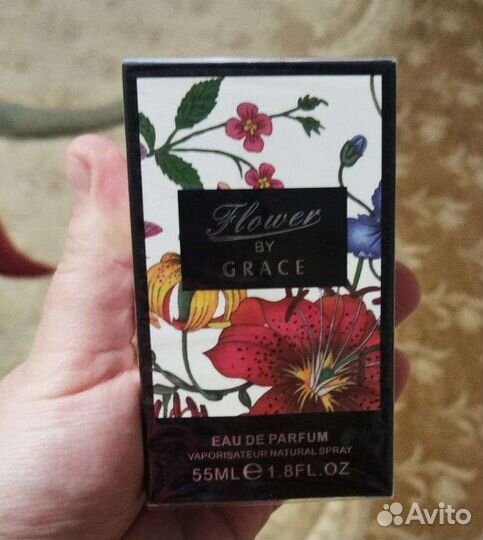 Flower
BY
GRACE
EAU DE PARFUM
VAPORISATEUR NATURAL SPRAY
55ML ℮ 1.8FL.OZ
Avito